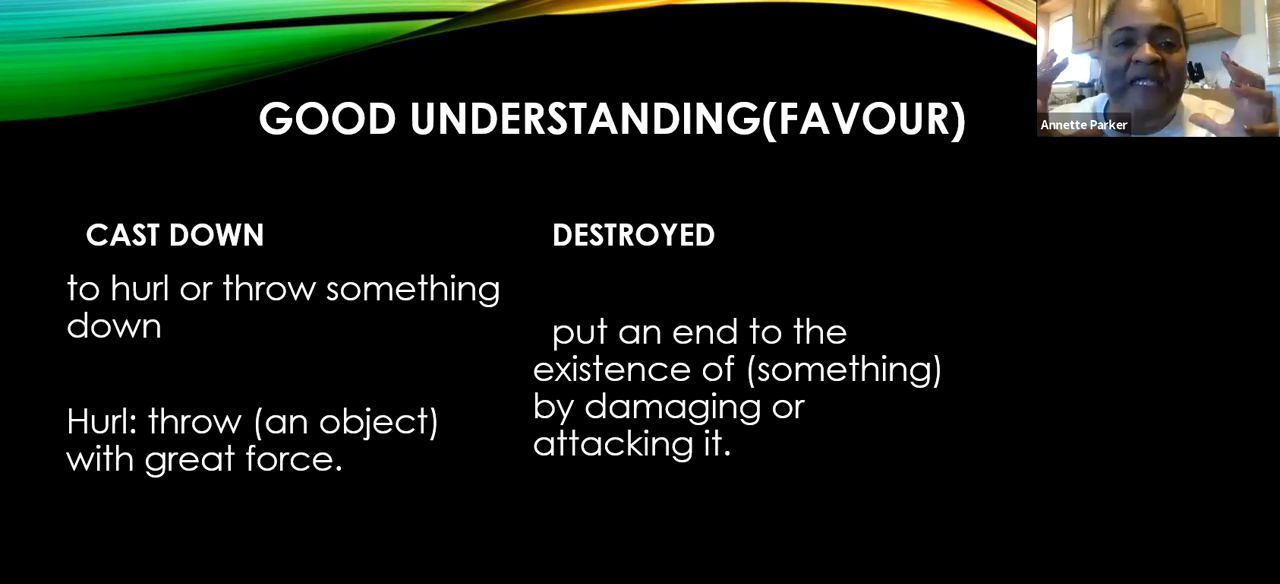 GOOD UNDERSTANDING(FAVOUR)
Annette Parker
CAST DOWN
to hurl or throw something
down
Hurl: throw (an object)
with great force.
DESTROYED
put an end to the
existence of (something)
by damaging or
attacking it.